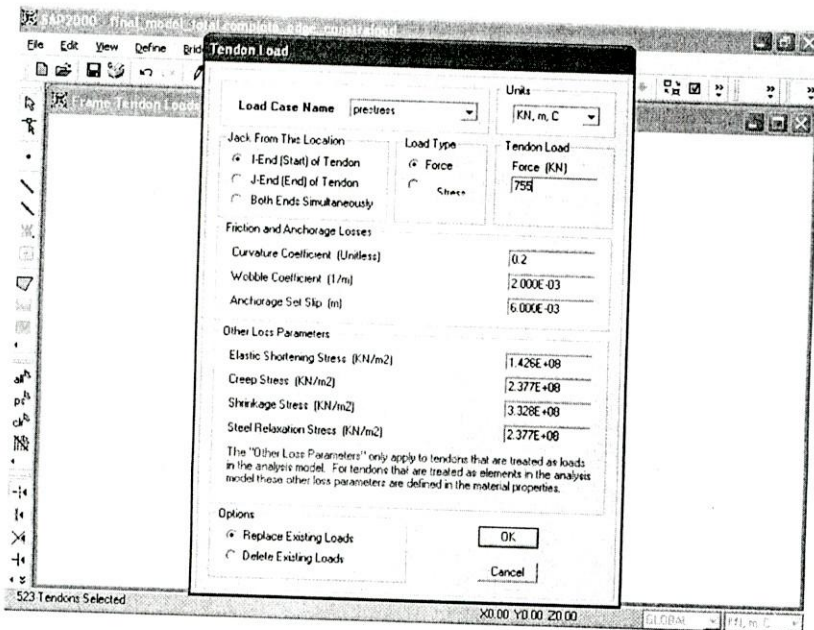 SAP2000 final_model_total_complete_edge_constrained
File Edit View Define
Tendon Load
Frame Tendon Loads
Load Case Name prestress
Units
KN, m, C
Jack From This Location
I-End (Start) of Tendon
J-End (End) of Tendon
Both Ends Simultaneously
Load Type
Force
Stress
Tendon Load
Force (KN)
755
Friction and Anchorage Losses
Curvature Coefficient (Unitless) 0.2
Wobble Coefficient (1/m) 2.000E-03
Anchorage Set Slip (m) 6.000E-03
Other Loss Parameters
Elastic Shortening Stress (KN/m2) 1.426E+08
Creep Stress (KN/m2) 2.377E+08
Shrinkage Stress (KN/m2) 3.328E+08
Steel Relaxation Stress (KN/m2) 2.377E+08
The "Other Loss Parameters" only apply to tendons that are treated as loads
in the analysis model. For tendons that are treated as elements in the analysis
model these other loss parameters are defined in the material properties.
Options
Replace Existing Loads
Delete Existing Loads
OK
Cancel
all
523 Tendons Selected
X0.00 Y0.00 Z0.00
GLOBAL
KN, m, C